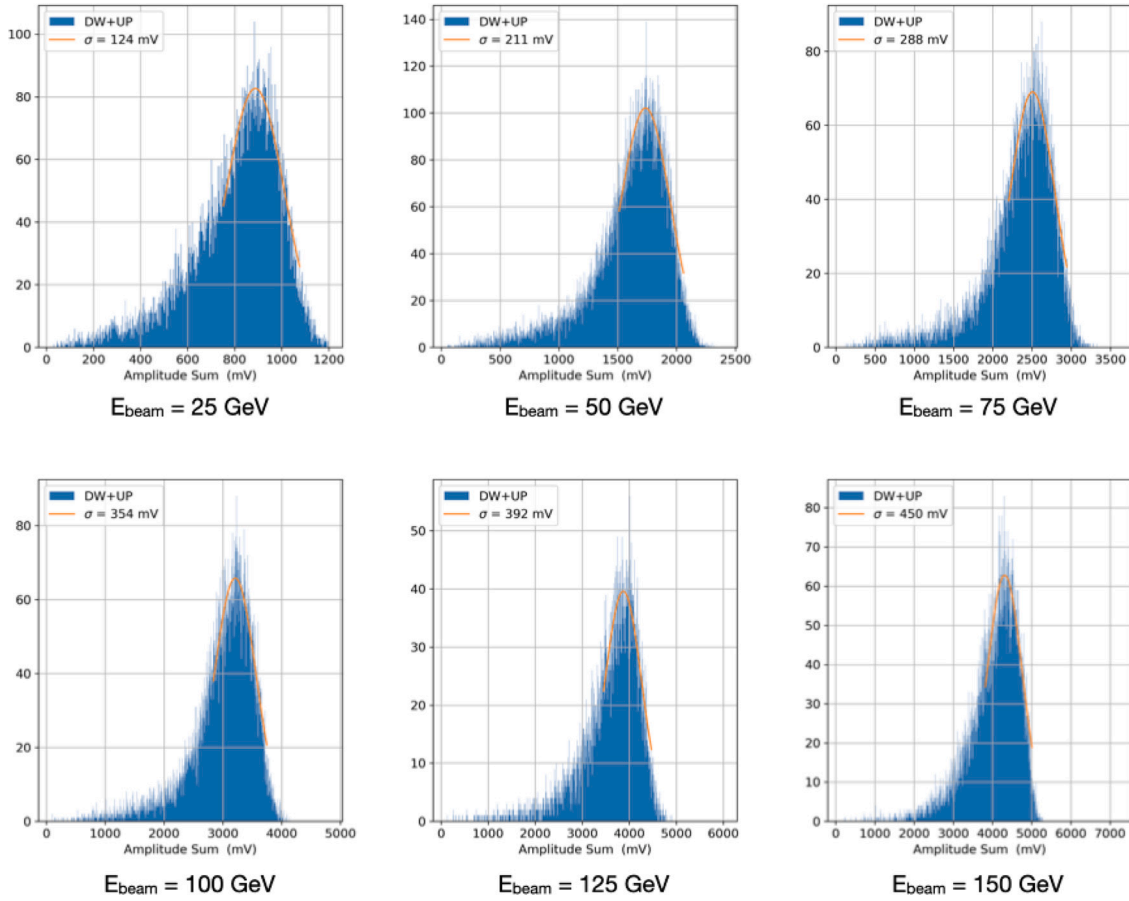 DW+UP
σ = 124 mV
100
80
60
40
20
0
0 200 400 600 800 1000 1200
Amplitude Sum (mV)
E_beam = 25 GeV
DW+UP
σ = 211 mV
140
120
100
80
60
40
20
0
0 500 1000 1500 2000 2500
Amplitude Sum (mV)
E_beam = 50 GeV
DW+UP
σ = 288 mV
80
60
40
20
0
0 500 1000 1500 2000 2500 3000 3500
Amplitude Sum (mV)
E_beam = 75 GeV
DW+UP
σ = 354 mV
80
60
40
20
0
0 1000 2000 3000 4000 5000
Amplitude Sum (mV)
E_beam = 100 GeV
DW+UP
σ = 392 mV
50
40
30
20
10
0
0 1000 2000 3000 4000 5000 6000
Amplitude Sum (mV)
E_beam = 125 GeV
DW+UP
σ = 450 mV
80
70
60
50
40
30
20
10
0
0 1000 2000 3000 4000 5000 6000 7000
Amplitude Sum (mV)
E_beam = 150 GeV